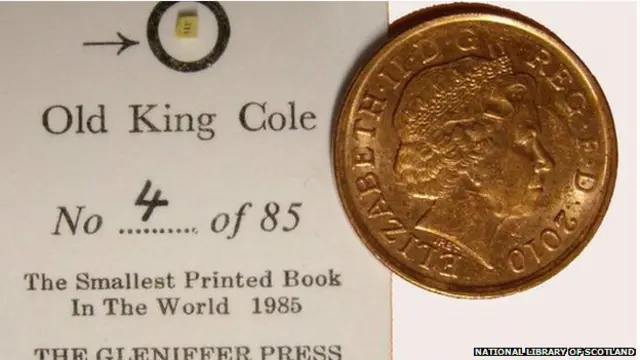 Old King Cole
No 4 of 85
The Smallest Printed Book
In The World 1985
THE GLENIFFER PRESS
ELIZABETH·II·D·G REG·F·D·2010
NATIONAL LIBRARY OF SCOTLAND